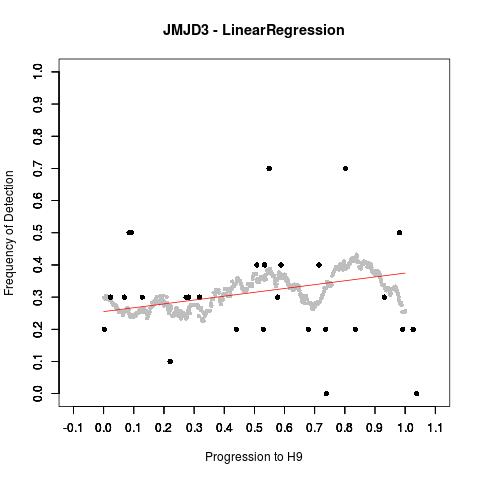 JMJD3 - LinearRegression
Frequency of Detection
1.0
0.9
0.8
0.7
0.6
0.5
0.4
0.3
0.2
0.1
0.0
-0.1 0.0 0.1 0.2 0.3 0.4 0.5 0.6 0.7 0.8 0.9 1.0 1.1
Progression to H9